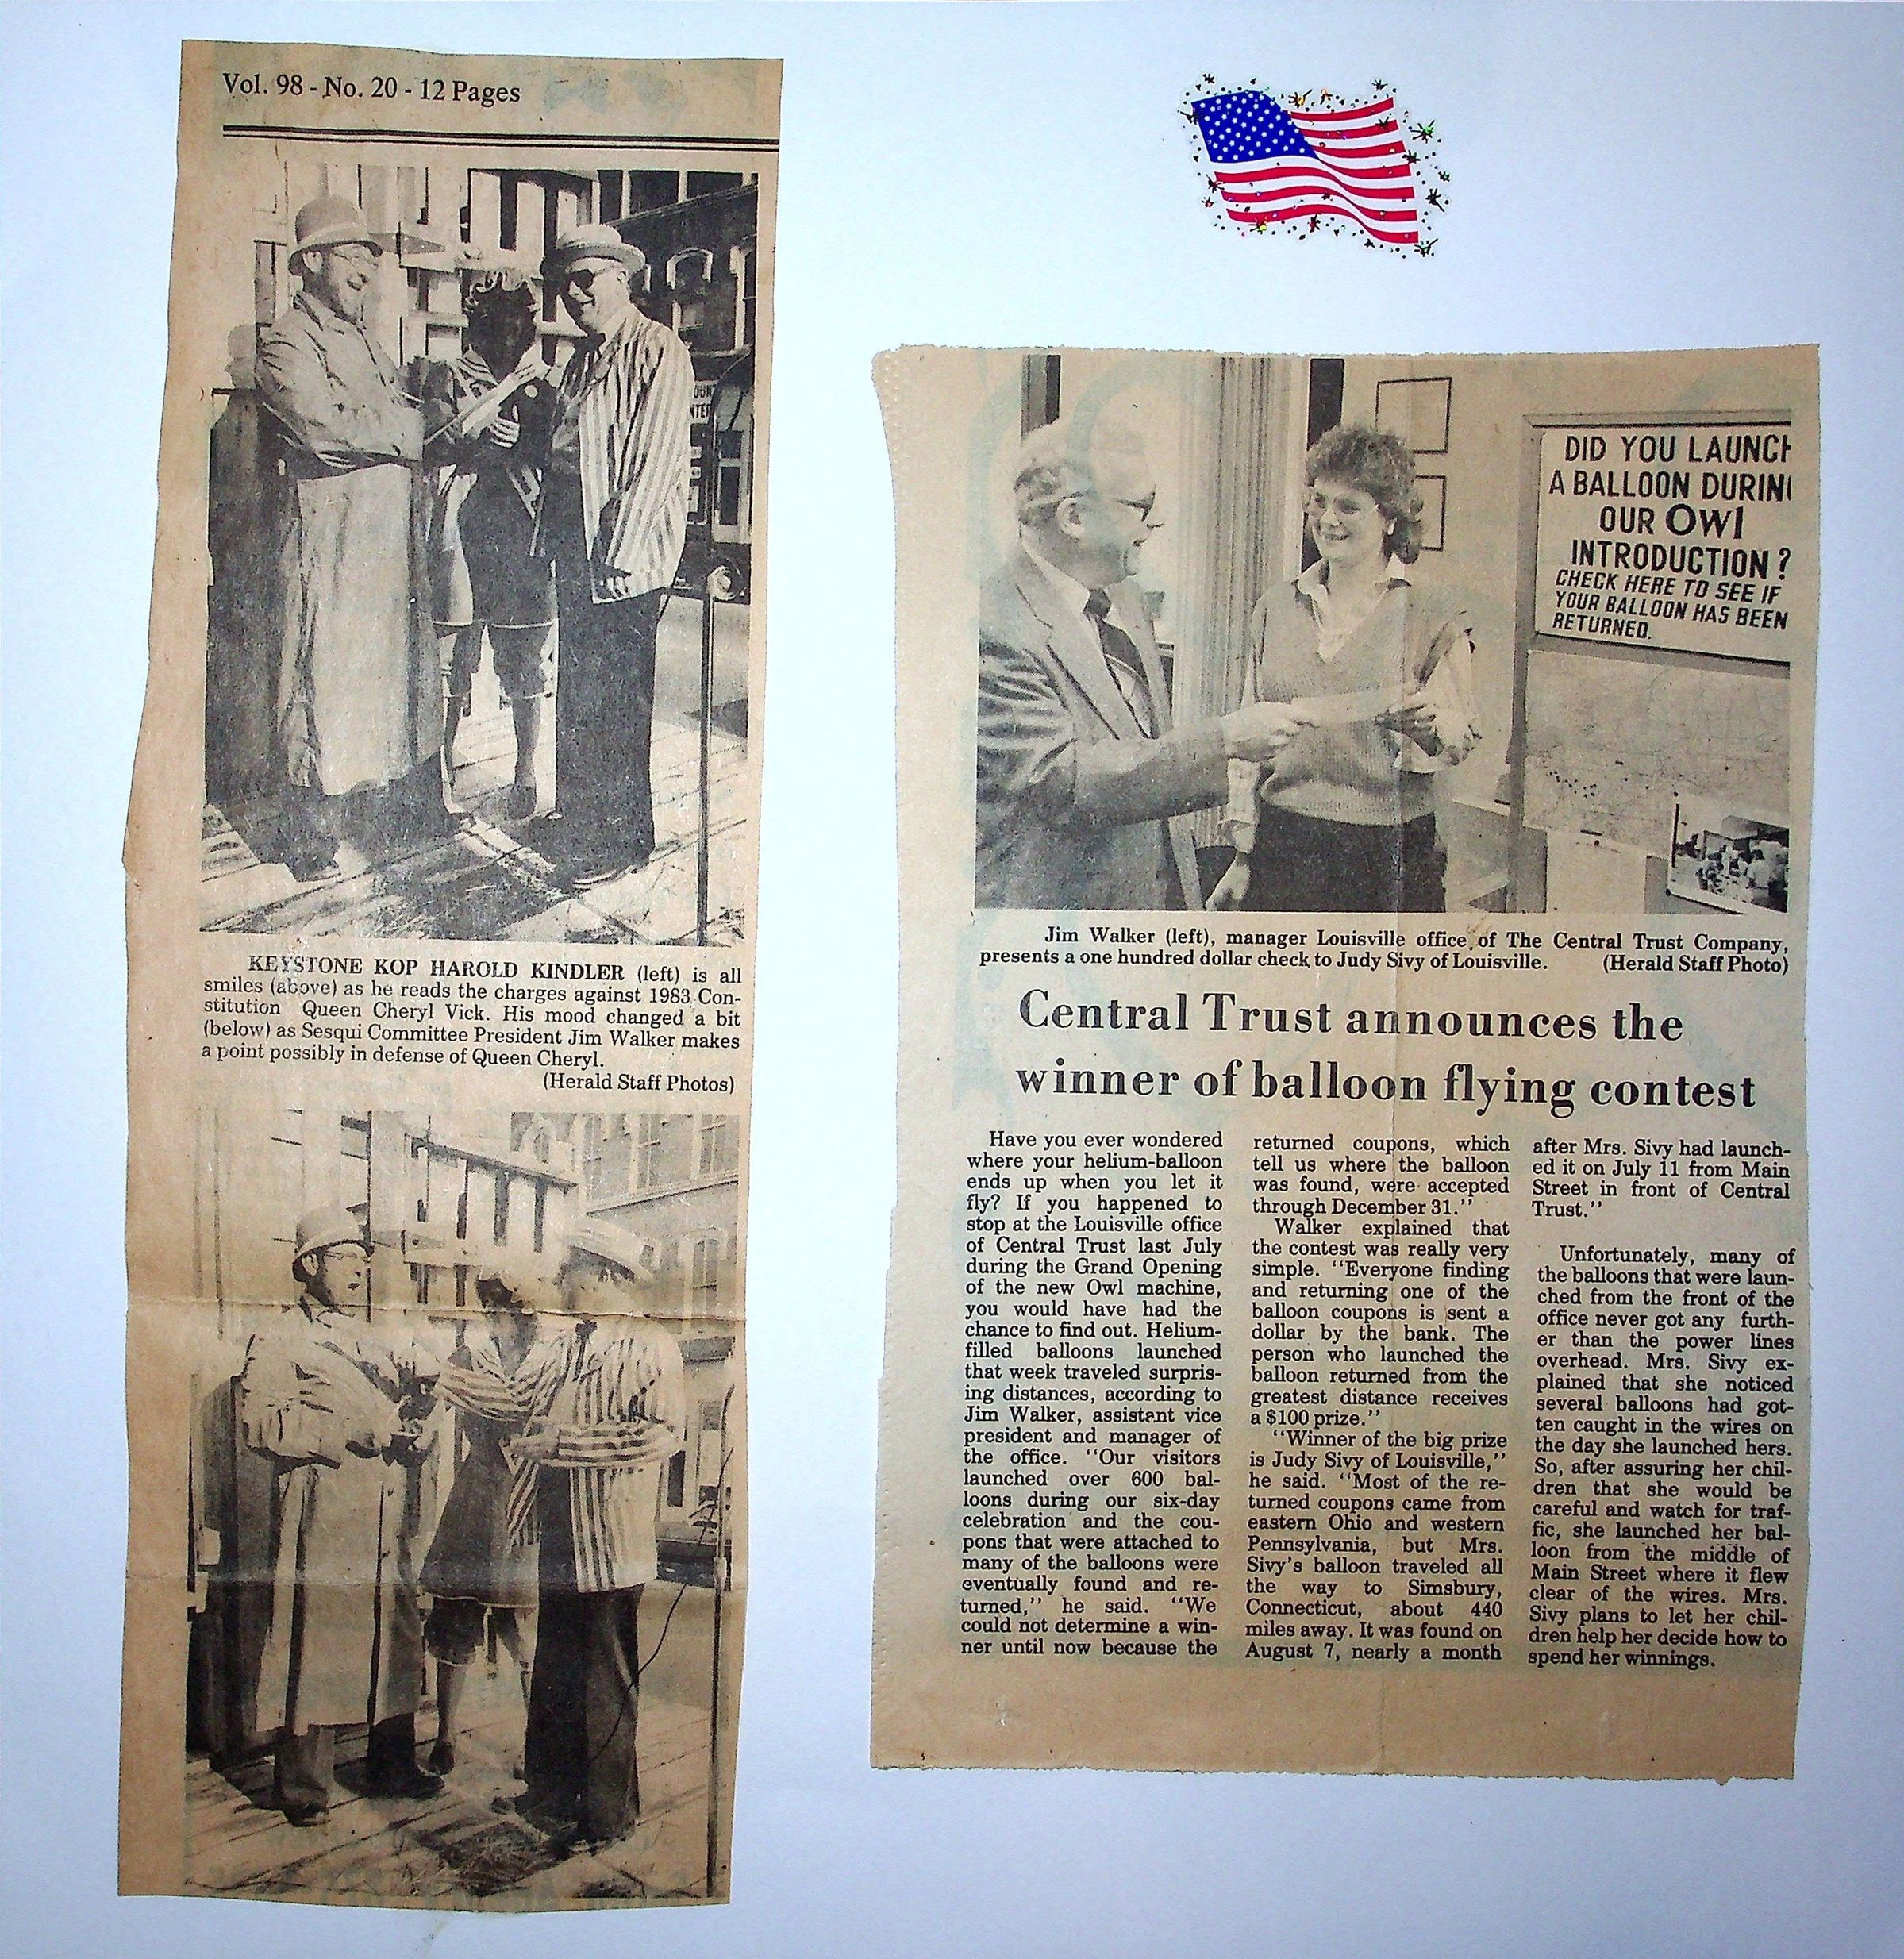 Vol. 98 - No. 20 - 12 Pages
KEYSTONE KOP HAROLD KINDLER (left) is all
smiles (above) as he reads the charges against 1983 Con-
stitution Queen Cheryl Vick. His mood changed a bit
(below) as Sesqui Committee President Jim Walker makes
a point possibly in defense of Queen Cheryl.
(Herald Staff Photos)
DID YOU LAUNCH
A BALLOON DURIN
OUR OWl
INTRODUCTION ?
CHECK HERE TO SEE IF
YOUR BALLOON HAS BEEN
RETURNED.
Jim Walker (left), manager Louisville office of The Central Trust Company,
presents a one hundred dollar check to Judy Sivy of Louisville. (Herald Staff Photo)
Central Trust announces the
winner of balloon flying contest
Have you ever wondered
where your helium-balloon
ends up when you let it
fly? If you happened to
stop at the Louisville office
of Central Trust last July
during the Grand Opening
of the new Owl machine,
you would have had the
chance to find out. Helium-
filled balloons launched
that week traveled surpris-
ing distances, according to
Jim Walker, assistant vice
president and manager of
the office. "Our visitors
launched over 600 bal-
loons during our six-day
celebration and the cou-
pons that were attached to
many of the balloons were
eventually found and re-
turned," he said. "We
could not determine a win-
ner until now because the
returned coupons, which
tell us where the balloon
was found, were accepted
through December 31."
Walker explained that
the contest was really very
simple. "Everyone finding
and returning one of the
balloon coupons is sent a
dollar by the bank. The
person who launched the
balloon returned from the
greatest distance receives
a $100 prize."
"Winner of the big prize
is Judy Sivy of Louisville,"
he said. "Most of the re-
turned coupons came from
eastern Ohio and western
Pennsylvania, but Mrs.
Sivy's balloon traveled all
the way to Simsbury,
Connecticut, about 440
miles away. It was found on
August 7, nearly a month
after Mrs. Sivy had launch-
ed it on July 11 from Main
Street in front of Central
Trust."
Unfortunately, many of
the balloons that were laun-
ched from the front of the
office never got any furth-
er than the power lines
overhead. Mrs. Sivy ex-
plained that she noticed
several balloons had got-
ten caught in the wires on
the day she launched hers.
So, after assuring her chil-
dren that she would be
careful and watch for traf-
fic, she launched her bal-
loon from the middle of
Main Street where it flew
clear of the wires. Mrs.
Sivy plans to let her chil-
dren help her decide how to
spend her winnings.